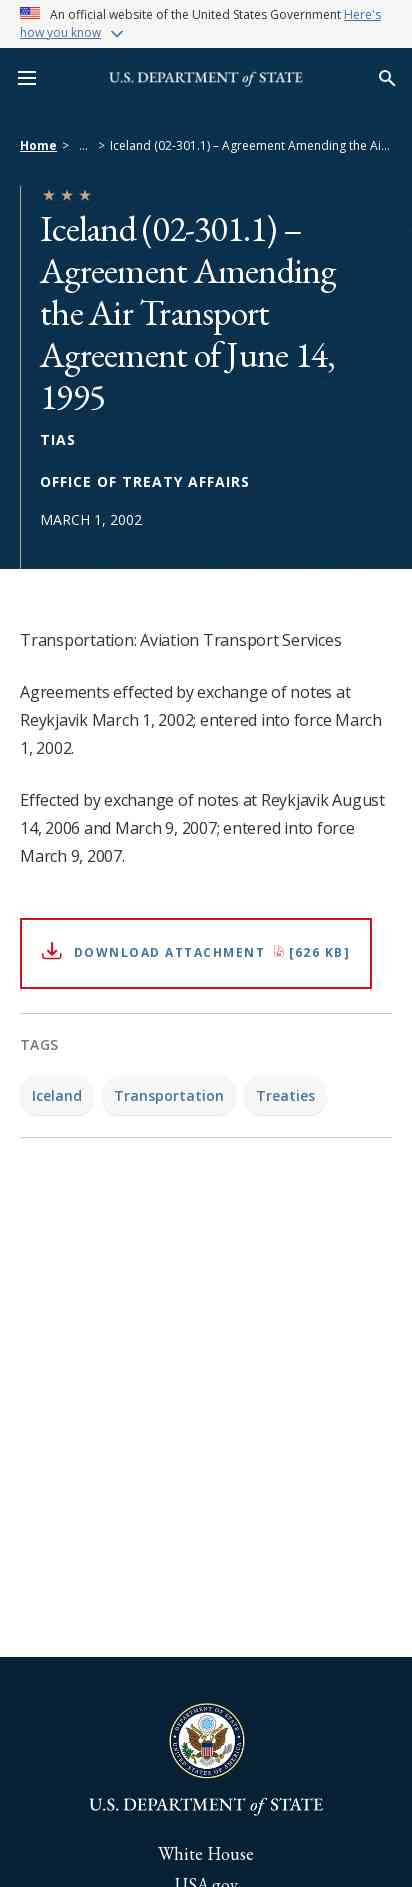 An official website of the United States Government Here's
how you know
U.S. DEPARTMENT of STATE
Home > ... > Iceland (02-301.1) – Agreement Amending the Ai...
Iceland (02-301.1) –
Agreement Amending
the Air Transport
Agreement of June 14,
1995
TIAS
OFFICE OF TREATY AFFAIRS
MARCH 1, 2002
Transportation: Aviation Transport Services
Agreements effected by exchange of notes at
Reykjavik March 1, 2002; entered into force March
1, 2002.
Effected by exchange of notes at Reykjavik August
14, 2006 and March 9, 2007; entered into force
March 9, 2007.
DOWNLOAD ATTACHMENT [626 KB]
TAGS
Iceland Transportation Treaties
DEPARTMENT OF STATE
UNITED STATES OF AMERICA
U.S. DEPARTMENT of STATE
White House
USA.gov